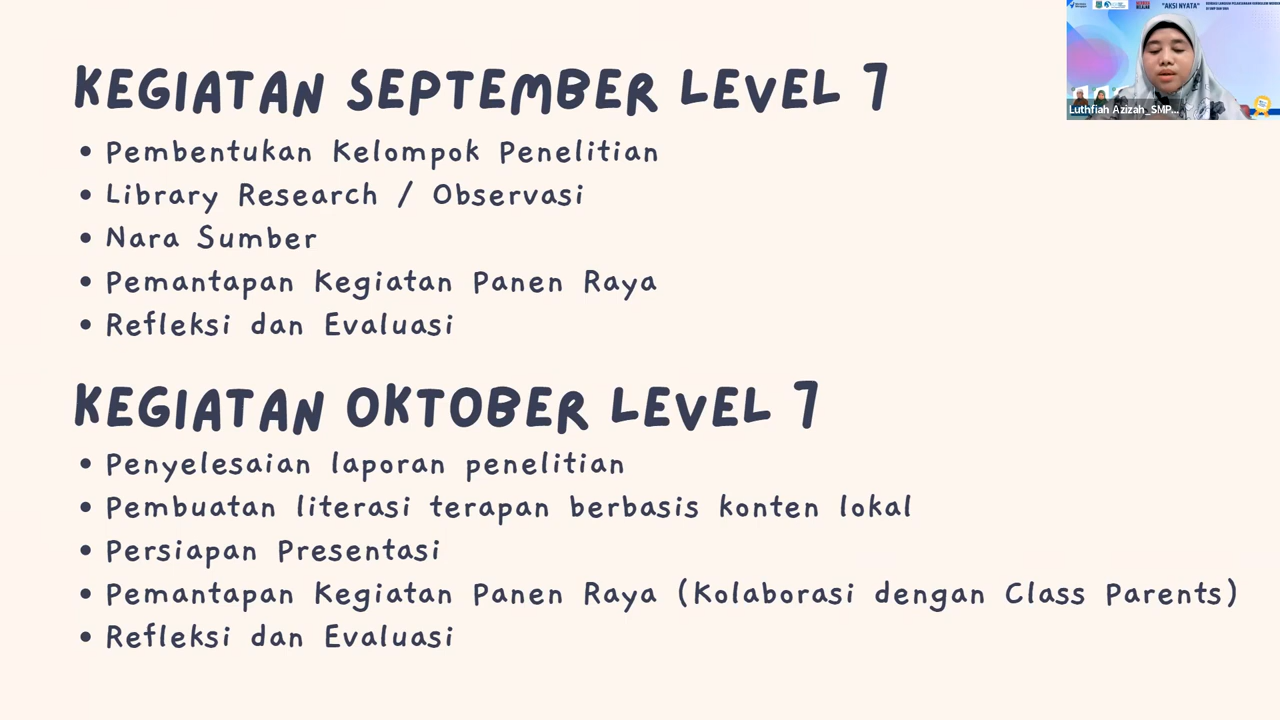 KEGIATAN SEPTEMBER LEVEL 7
• Pembentukan Kelompok Penelitian
• Library Research / Observasi
• Nara Sumber
• Pemantapan Kegiatan Panen Raya
• Refleksi dan Evaluasi
KEGIATAN OKTOBER LEVEL 7
• Penyelesaian laporan penelitian
• Pembuatan literasi terapan berbasis konten lokal
• Persiapan Presentasi
• Pemantapan Kegiatan Panen Raya (Kolaborasi dengan Class Parents)
• Refleksi dan Evaluasi
"AKSI NYATA"
Luthfiah Azizah_SMP...